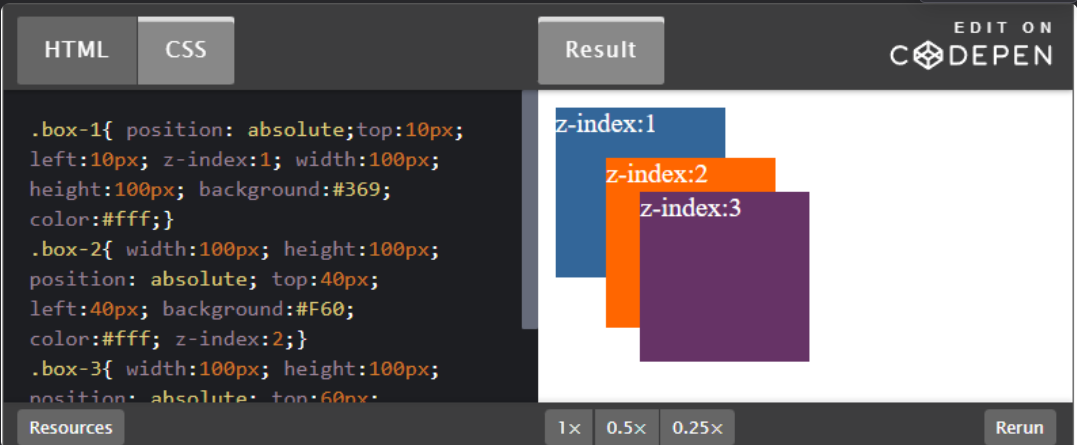 HTML CSS Result EDIT ON
CODEPEN
.box-1{ position: absolute;top:10px;
left:10px; z-index:1; width:100px;
height:100px; background:#369;
color:#fff;}
.box-2{ width:100px; height:100px;
position: absolute; top:40px;
left:40px; background:#F60;
color:#fff; z-index:2;}
.box-3{ width:100px; height:100px;
position: absolute; top:60px;
z-index:1
z-index:2
z-index:3
Resources 1× 0.5× 0.25× Rerun